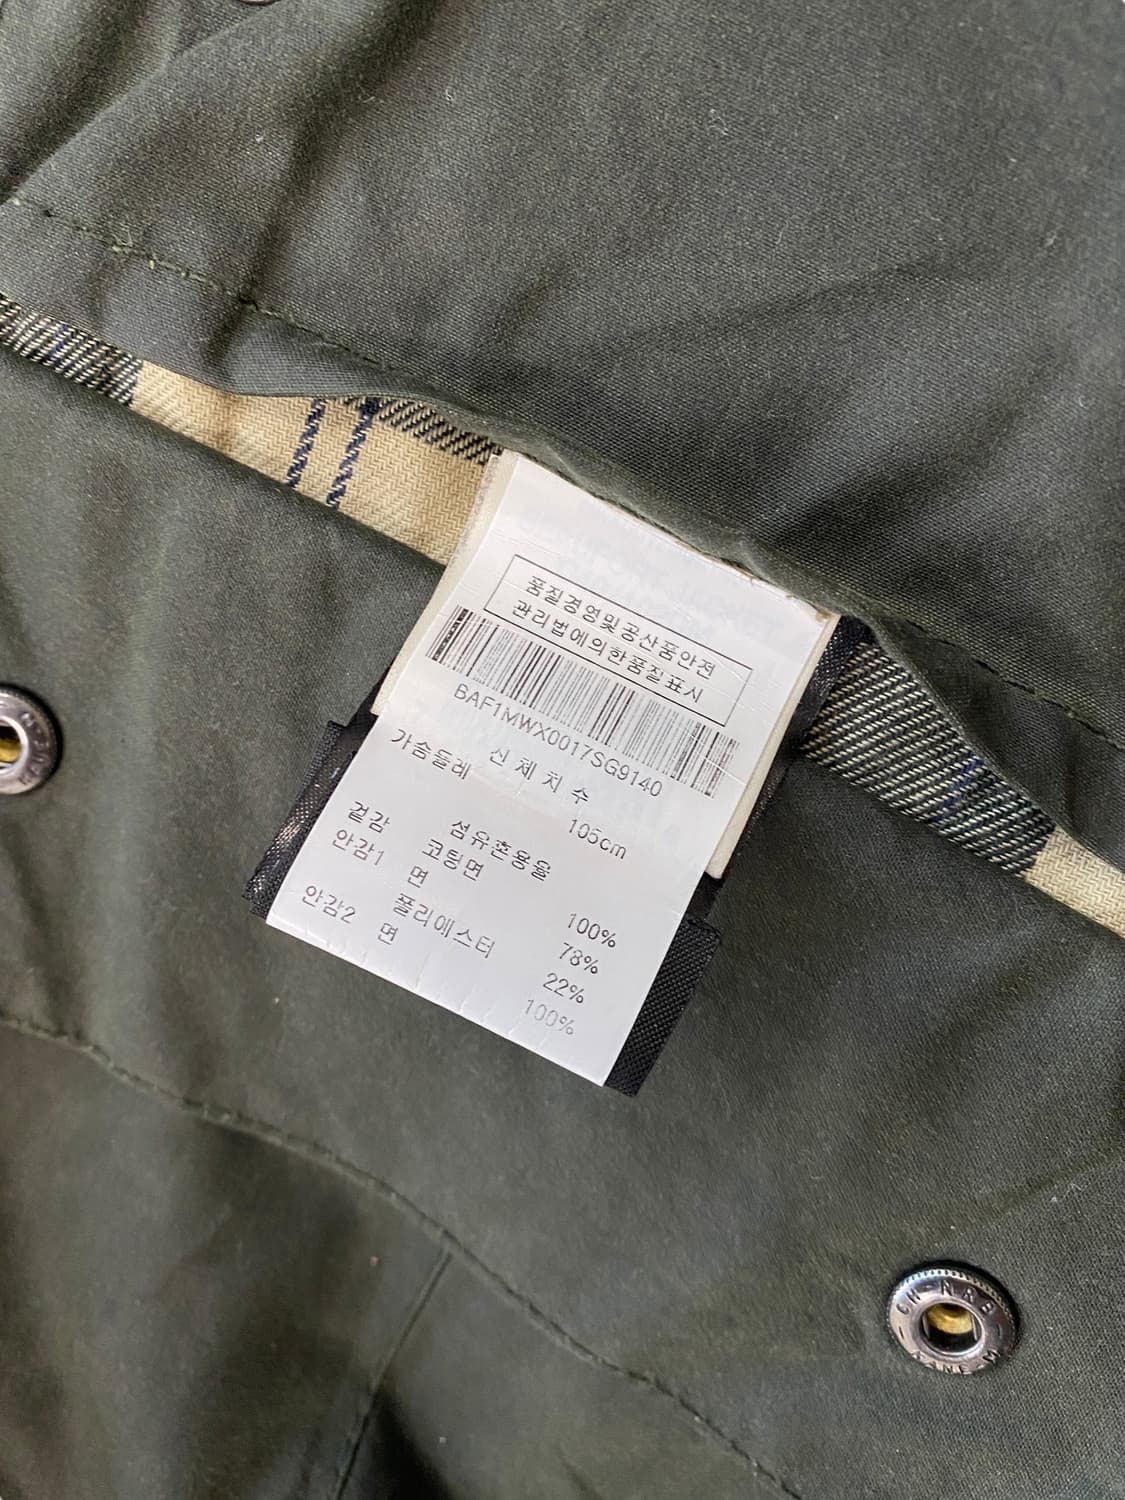 품질경영및공산품안전
관리법에의한품질표시
BAF1MWX0017SG9140
신체치수
가슴둘레 105cm
섬유혼용율
겉감 코팅면 100%
안감1 면 78%
폴리에스터 22%
안감2 면 100%